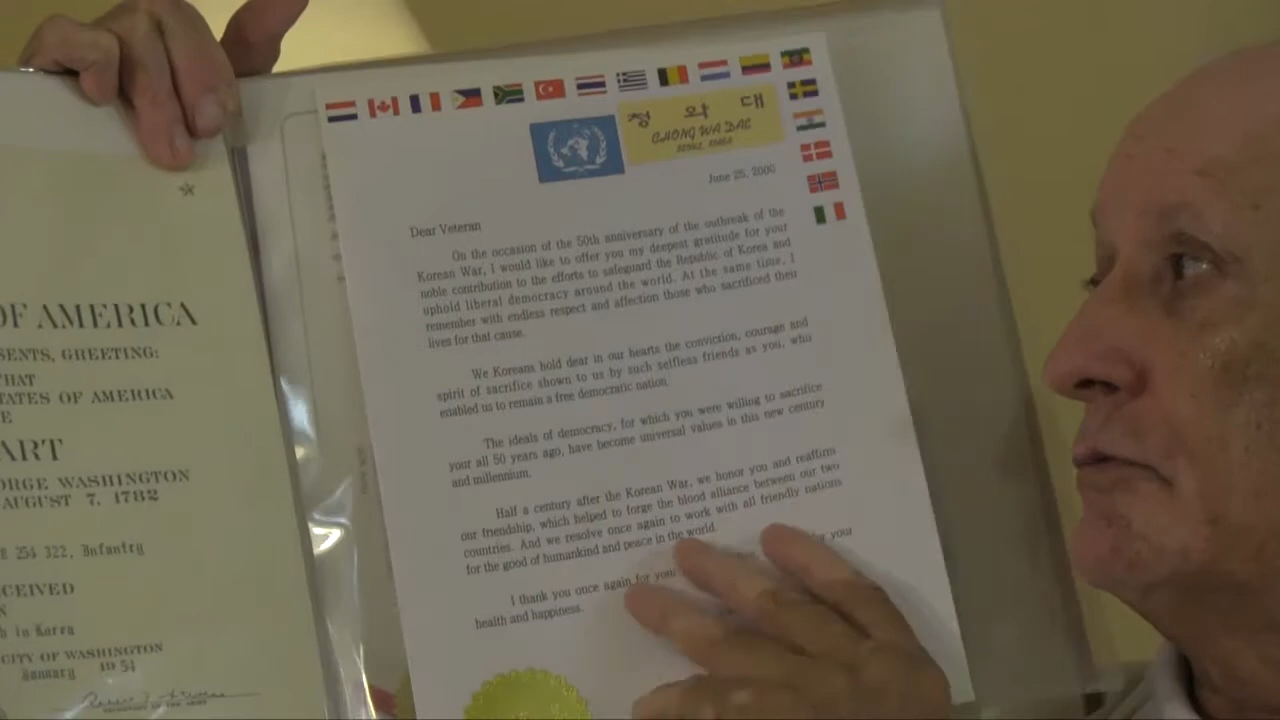 OF AMERICA
SENTS, GREETING:
THAT
TATES OF AMERICA
E
ART
ORGE WASHINGTON
AUGUST 7, 1782
254 322, Infantry
CEIVED
N
in Korea
CITY OF WASHINGTON
January 1954
SECRETARY OF THE ARMY
청 와 대
CHONG WA DAE
SEOUL, KOREA
June 25, 2000
Dear Veteran
On the occasion of the 50th anniversary of the outbreak of the
Korean War, I would like to offer you my deepest gratitude for your
noble contribution to the efforts to safeguard the Republic of Korea and
uphold liberal democracy around the world. At the same time, I
remember with endless respect and affection those who sacrificed their
lives for that cause.
We Koreans hold dear in our hearts the conviction, courage and
spirit of sacrifice shown to us by such selfless friends as you, who
enabled us to remain a free democratic nation.
The ideals of democracy, for which you were willing to sacrifice
your all 50 years ago, have become universal values in this new century
and millennium.
Half a century after the Korean War, we honor you and reaffirm
our friendship, which helped to forge the blood alliance between our two
countries. And we resolve once again to work with all friendly nations
for the good of humankind and peace in the world.
I thank you once again for your your
health and happiness.